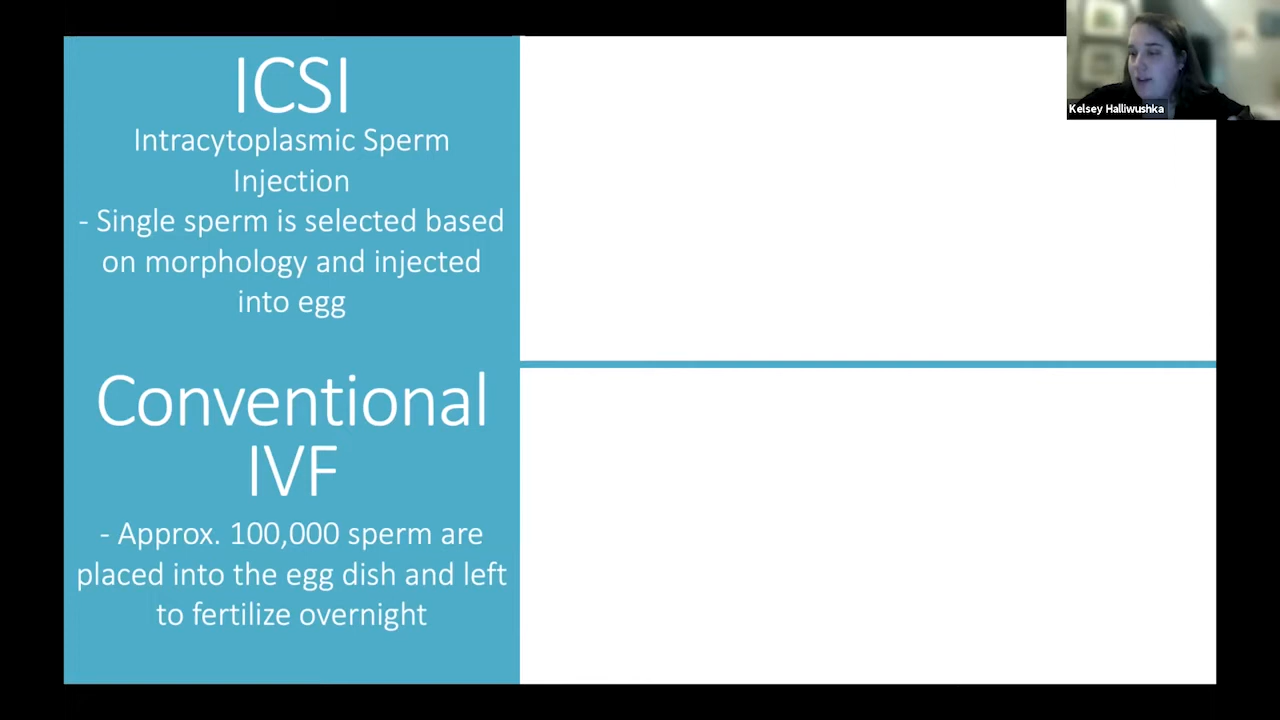 ICSI
Intracytoplasmic Sperm
Injection
- Single sperm is selected based
on morphology and injected
into egg
Conventional
IVF
- Approx. 100,000 sperm are
placed into the egg dish and left
to fertilize overnight
Kelsey Halliwushka